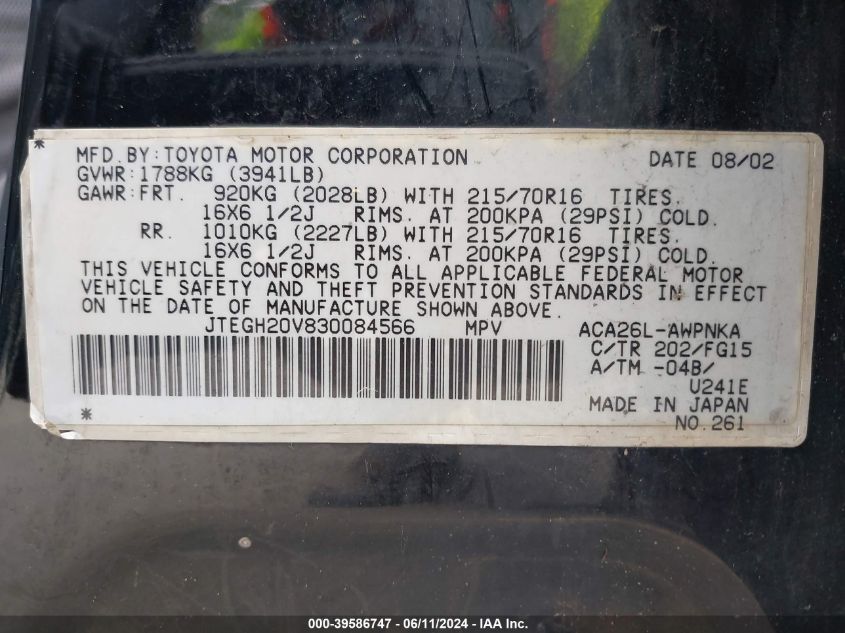 *
MFD.BY:TOYOTA MOTOR CORPORATION DATE 08/02
GVWR:1788KG (3941LB)
GAWR:FRT. 920KG (2028LB) WITH 215/70R16 TIRES.
16X6 1/2J RIMS. AT 200KPA (29PSI) COLD.
RR. 1010KG (2227LB) WITH 215/70R16 TIRES.
16X6 1/2J RIMS. AT 200KPA (29PSI) COLD.
THIS VEHICLE CONFORMS TO ALL APPLICABLE FEDERAL MOTOR
VEHICLE SAFETY AND THEFT PREVENTION STANDARDS IN EFFECT
ON THE DATE OF MANUFACTURE SHOWN ABOVE.
JTEGH20V830084566 MPV ACA26L-AWPNKA
C/TR 202/FG15
A/TM -04B/
U241E
* MADE IN JAPAN
NO.261
000-39586747 - 06/11/2024 - IAA Inc.